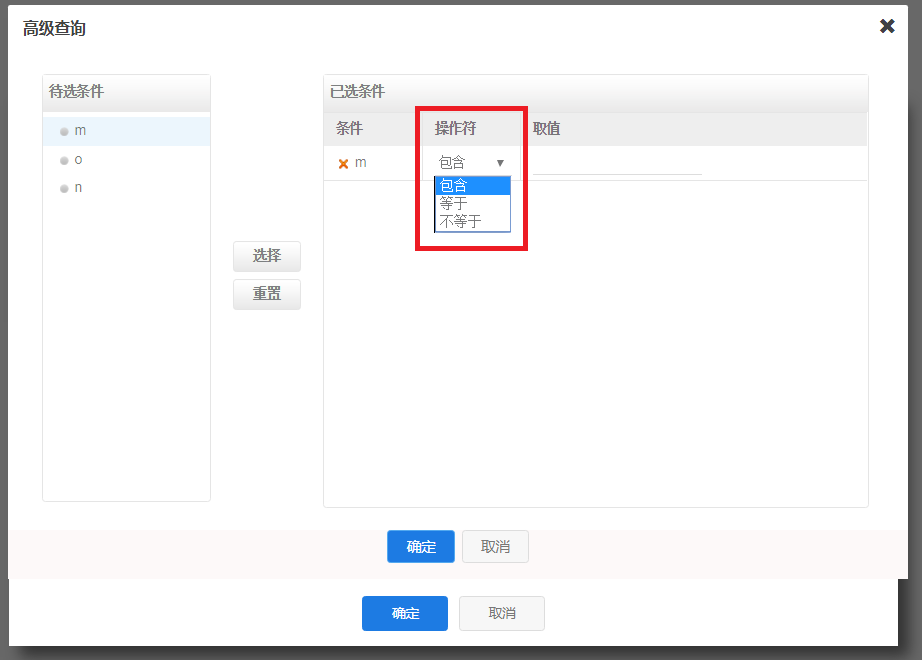 高级查询
待选条件
m
o
n
选择
重置
已选条件
条件 操作符 取值
m 包含
包含
等于
不等于
确定 取消
确定 取消